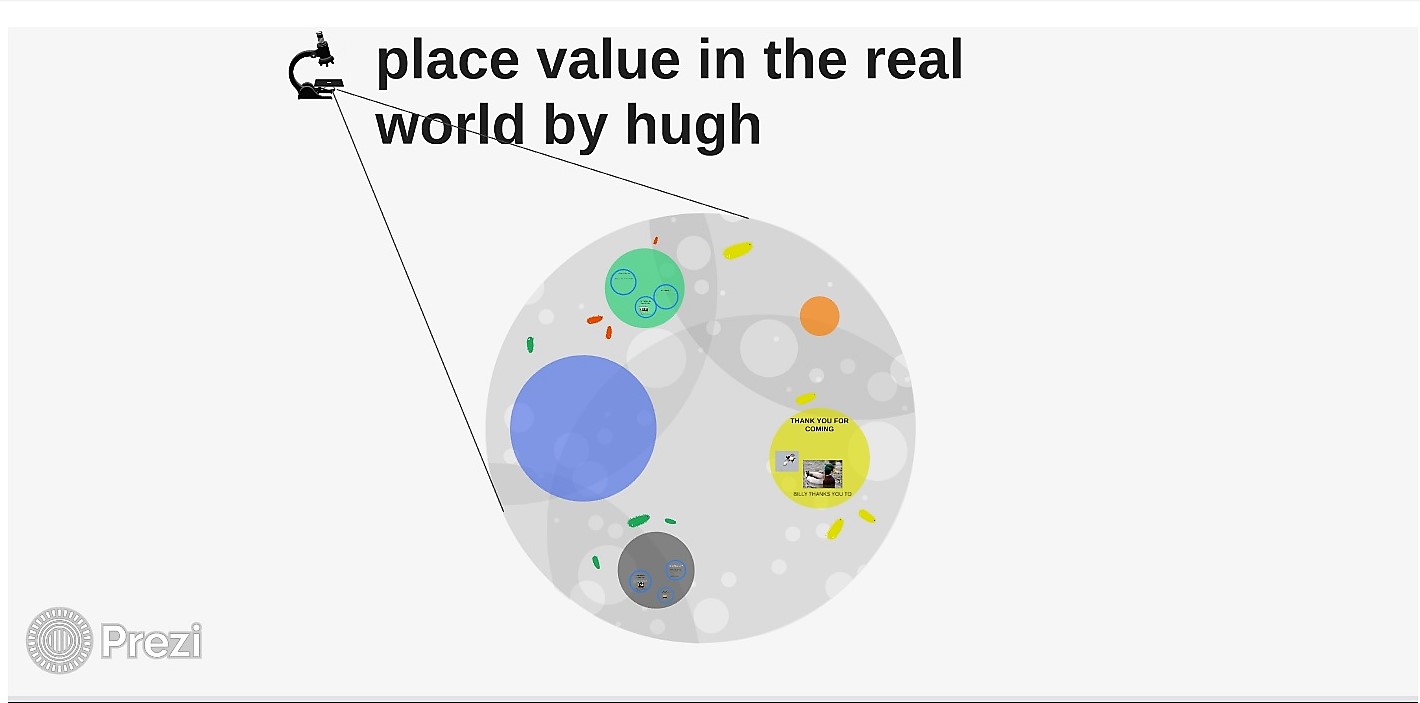 place value in the real
world by hugh
THANK YOU FOR
COMING
BILLY THANKS YOU TO
Prezi